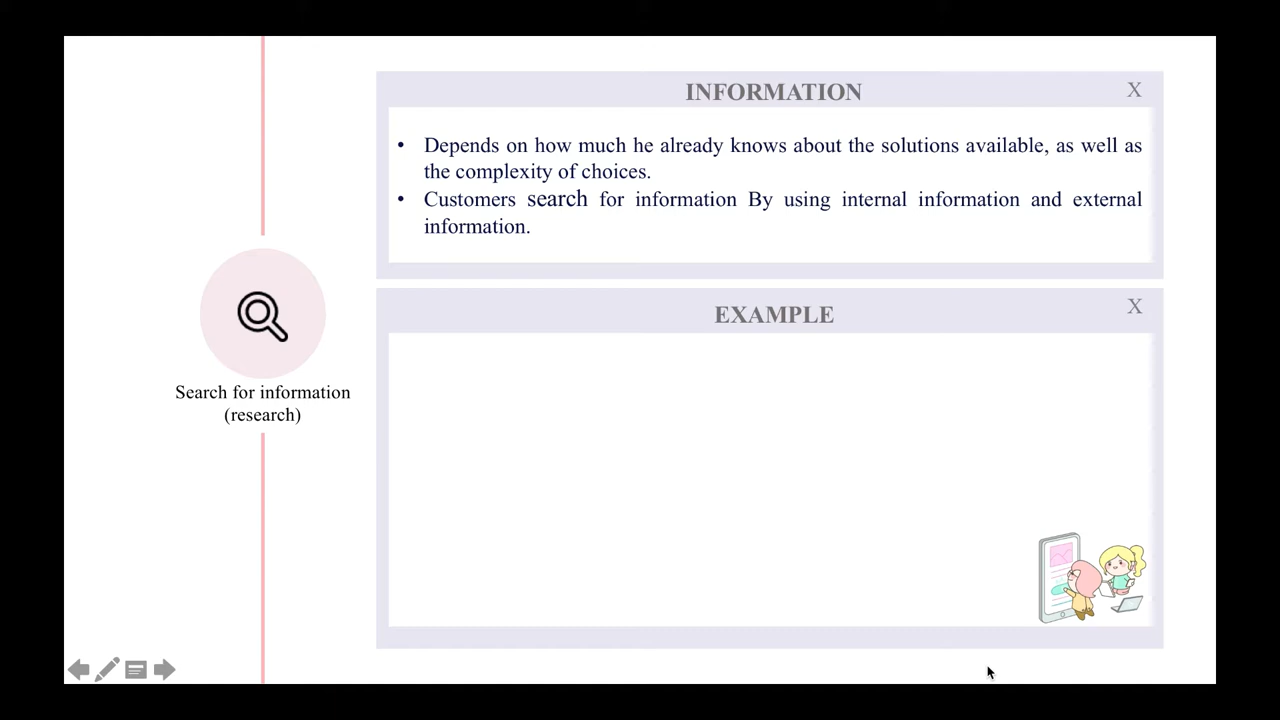 INFORMATION
X
• Depends on how much he already knows about the solutions available, as well as
the complexity of choices.
• Customers search for information By using internal information and external
information.
Search for information
(research)
EXAMPLE
X